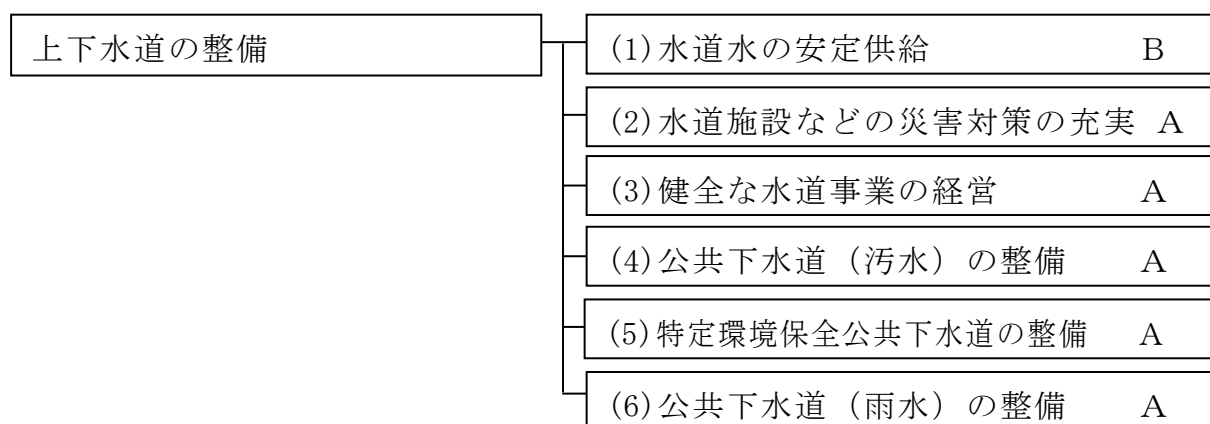 上下水道の整備
(1)水道水の安定供給 B
(2)水道施設などの災害対策の充実 A
(3)健全な水道事業の経営 A
(4)公共下水道（汚水）の整備 A
(5)特定環境保全公共下水道の整備 A
(6)公共下水道（雨水）の整備 A